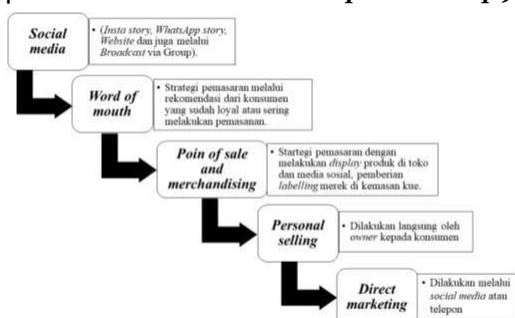 Social
media
• (Insta story, WhatsApp story,
Website dan juga melalui
Broadcast via Group).
Word of
mouth
• Strategi pemasaran melalui
rekomendasi dari konsumen
yang sudah loyal atau sering
melakukan pemasanan.
Poin of sale
and
merchandising
• Startegi pemasaran dengan
melakukan display produk di toko
dan media sosial, pemberian
labelling merek di kemasan kue.
Personal
selling
• Dilakukan langsung oleh
owner kepada konsumen
Direct
marketing
• Dilakukan melalui
social media atau
telepon